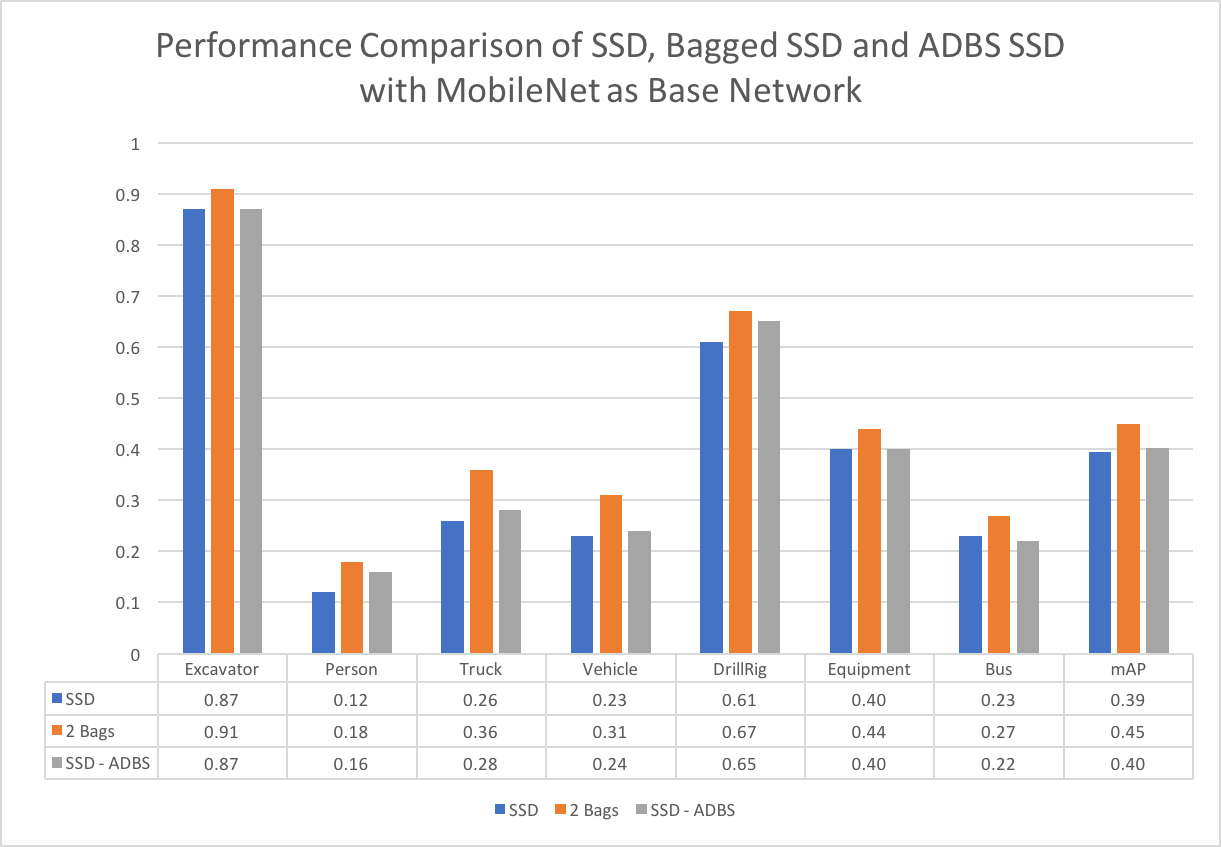 Performance Comparison of SSD, Bagged SSD and ADBS SSD
with MobileNet as Base Network
1
0.9
0.8
0.7
0.6
0.5
0.4
0.3
0.2
0.1
0
Excavator Person Truck Vehicle DrillRig Equipment Bus mAP
SSD 0.87 0.12 0.26 0.23 0.61 0.40 0.23 0.39
2 Bags 0.91 0.18 0.36 0.31 0.67 0.44 0.27 0.45
SSD - ADBS 0.87 0.16 0.28 0.24 0.65 0.40 0.22 0.40
SSD 2 Bags SSD - ADBS